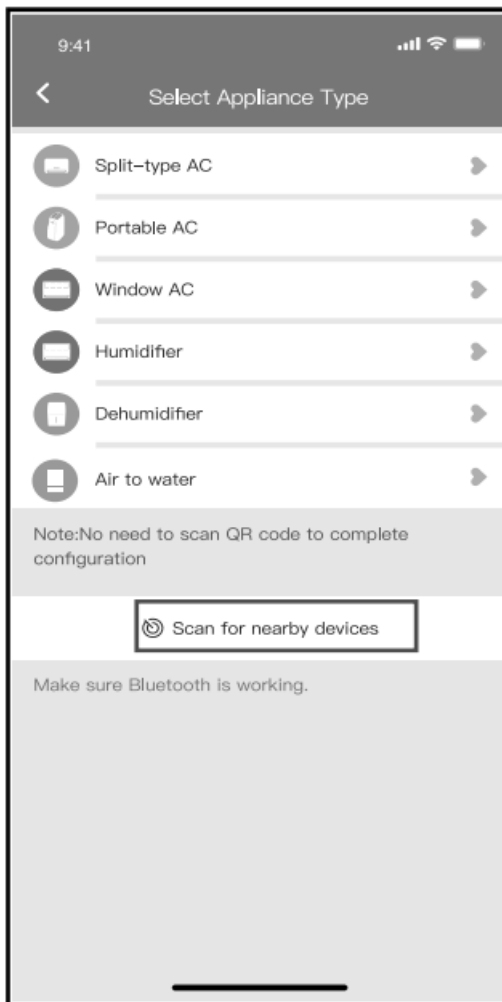 9:41
Select Appliance Type
Split-type AC
Portable AC
Window AC
Humidifier
Dehumidifier
Air to water
Note:No need to scan QR code to complete
configuration
Scan for nearby devices
Make sure Bluetooth is working.